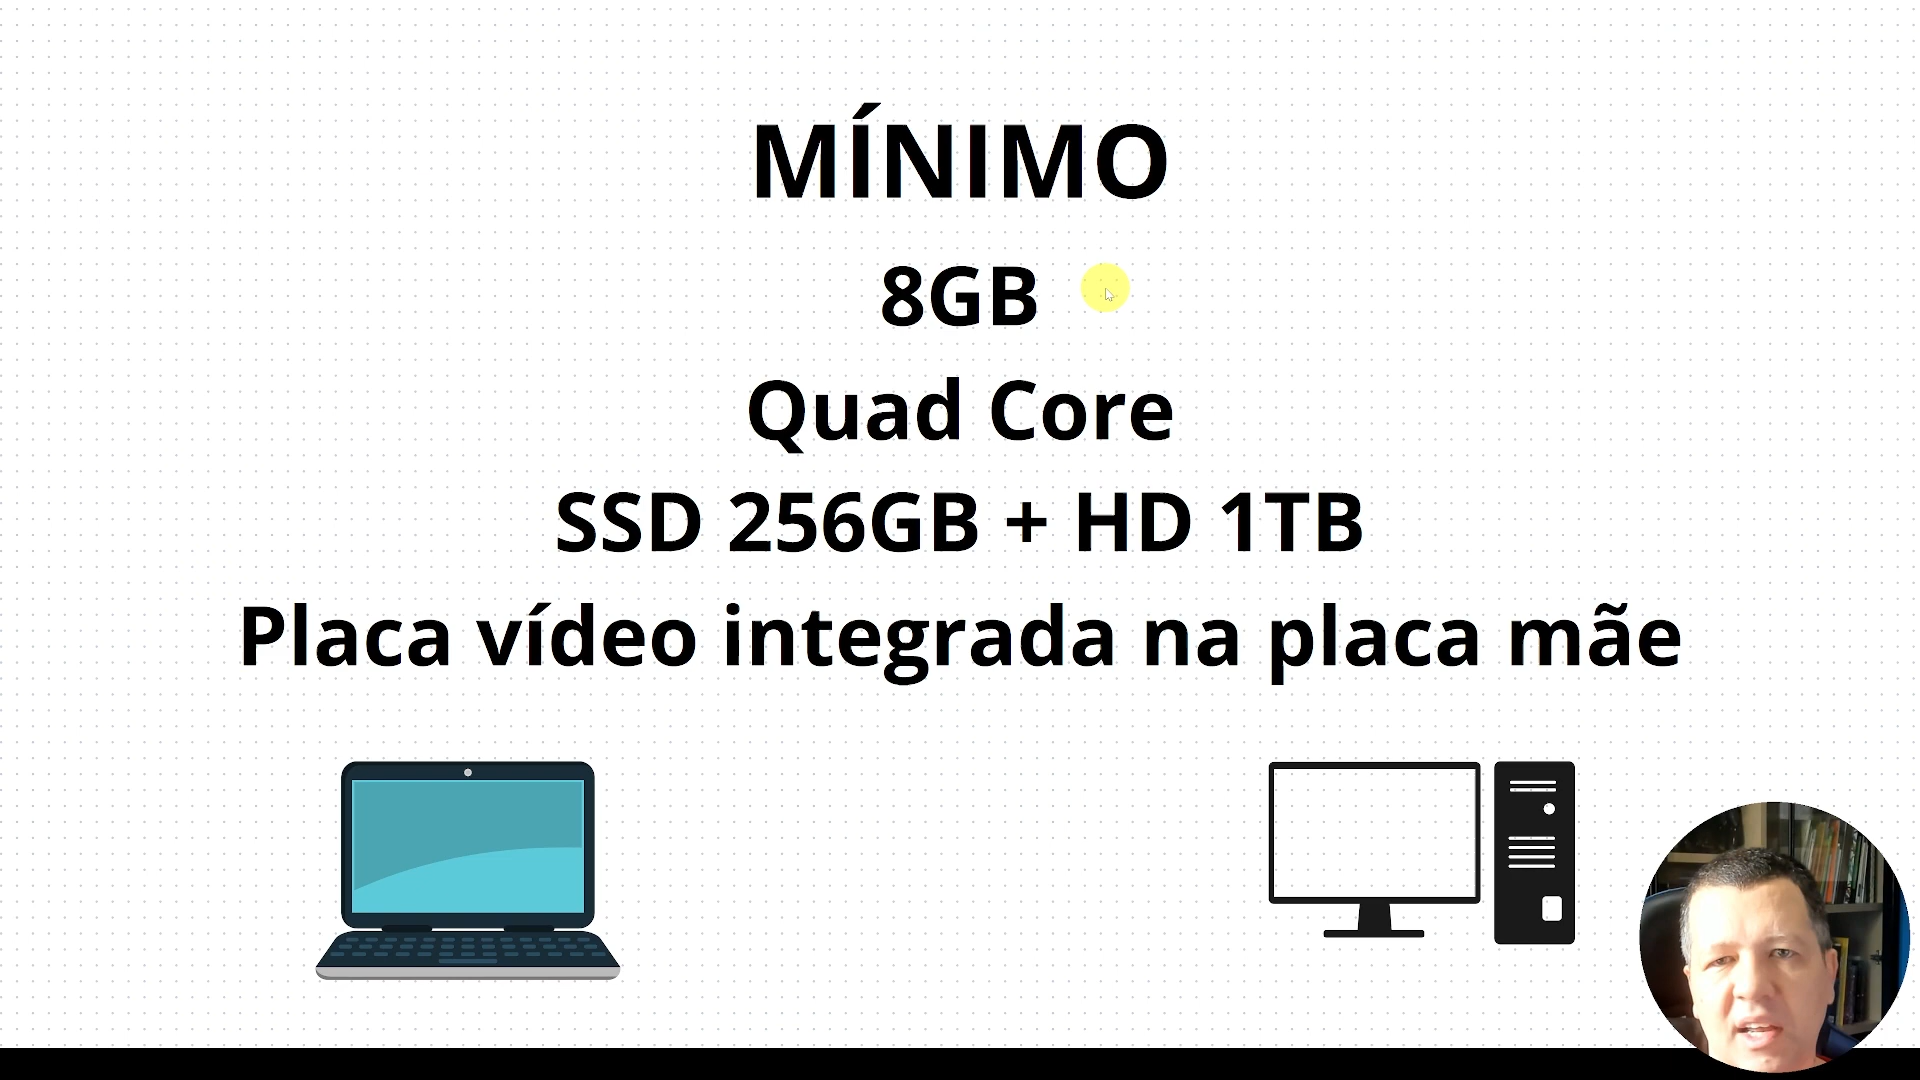 MÍNIMO
8GB
Quad Core
SSD 256GB + HD 1TB
Placa vídeo integrada na placa mãe